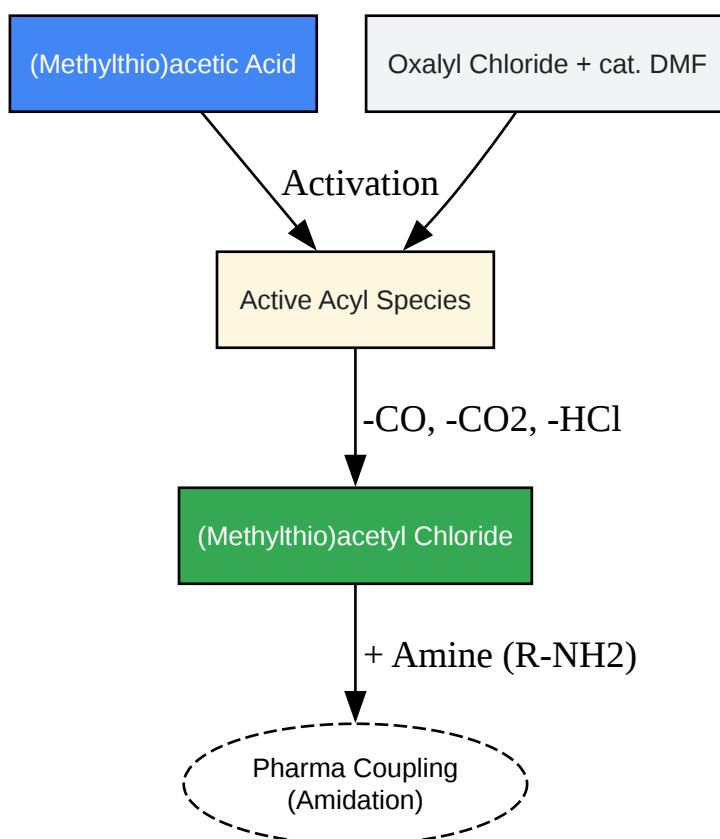 (Methylthio)acetic Acid
Oxalyl Chloride + cat. DMF
Activation
Active Acyl Species
-CO, -CO2, -HCl
(Methylthio)acetyl Chloride
+ Amine (R-NH2)
Pharma Coupling
(Amidation)